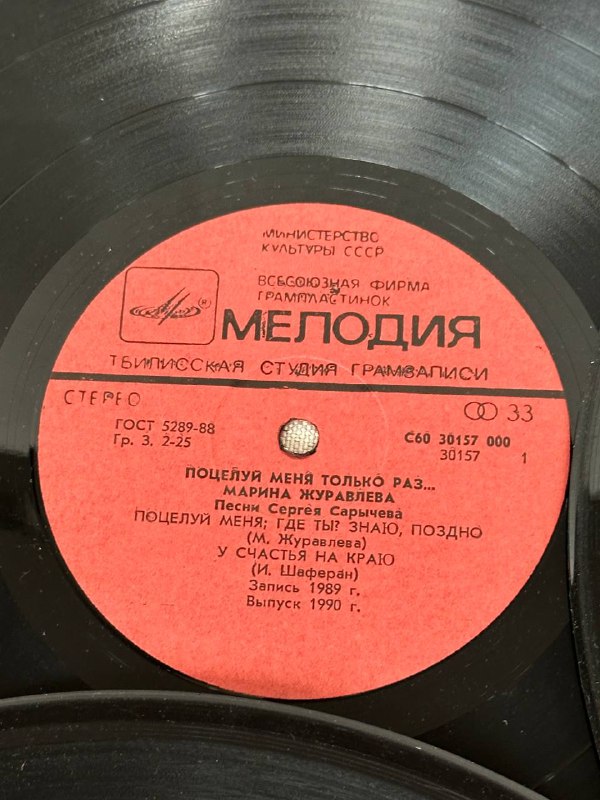 МИНИСТЕРСТВО
КУЛЬТУРЫ СССР
ВСЕСОЮЗНАЯ ФИРМА
ГРАМПЛАСТИНОК
®
МЕЛОДИЯ
ТБИЛИССКАЯ СТУДИЯ ГРАМЗАПИСИ
СТЕРЕО
33
ГОСТ 5289-88
Гр. 3. 2-25
С60 30157 000
30157 1
ПОЦЕЛУЙ МЕНЯ ТОЛЬКО РАЗ...
МАРИНА ЖУРАВЛЕВА
Песни Сергея Сарычева
ПОЦЕЛУЙ МЕНЯ; ГДЕ ТЫ? ЗНАЮ, ПОЗДНО
(М. Журавлева)
У СЧАСТЬЯ НА КРАЮ
(И. Шаферан)
Запись 1989 г.
Выпуск 1990 г.